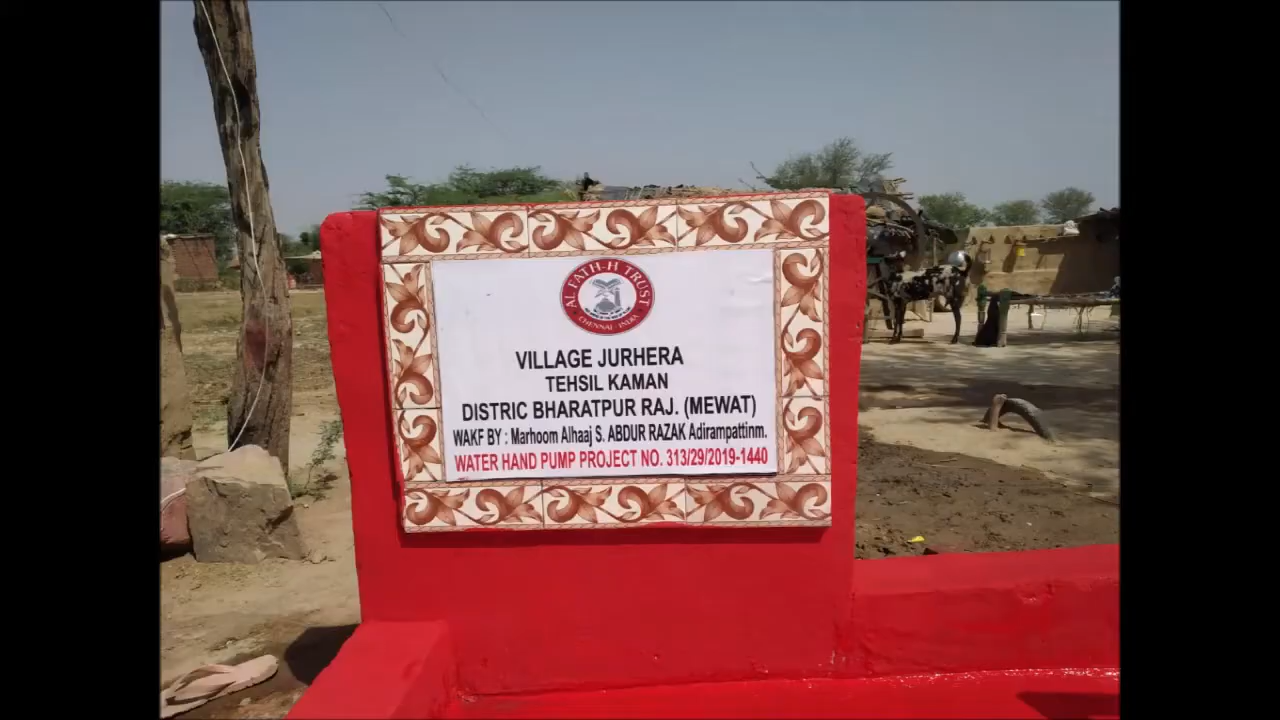 AL FATH-H TRUST
CHENNAI - INDIA
VILLAGE JURHERA
TEHSIL KAMAN
DISTRIC BHARATPUR RAJ. (MEWAT)
WAKF BY : Marhoom Alhaaj S. ABDUR RAZAK Adirampattinm.
WATER HAND PUMP PROJECT NO. 313/29/2019-1440